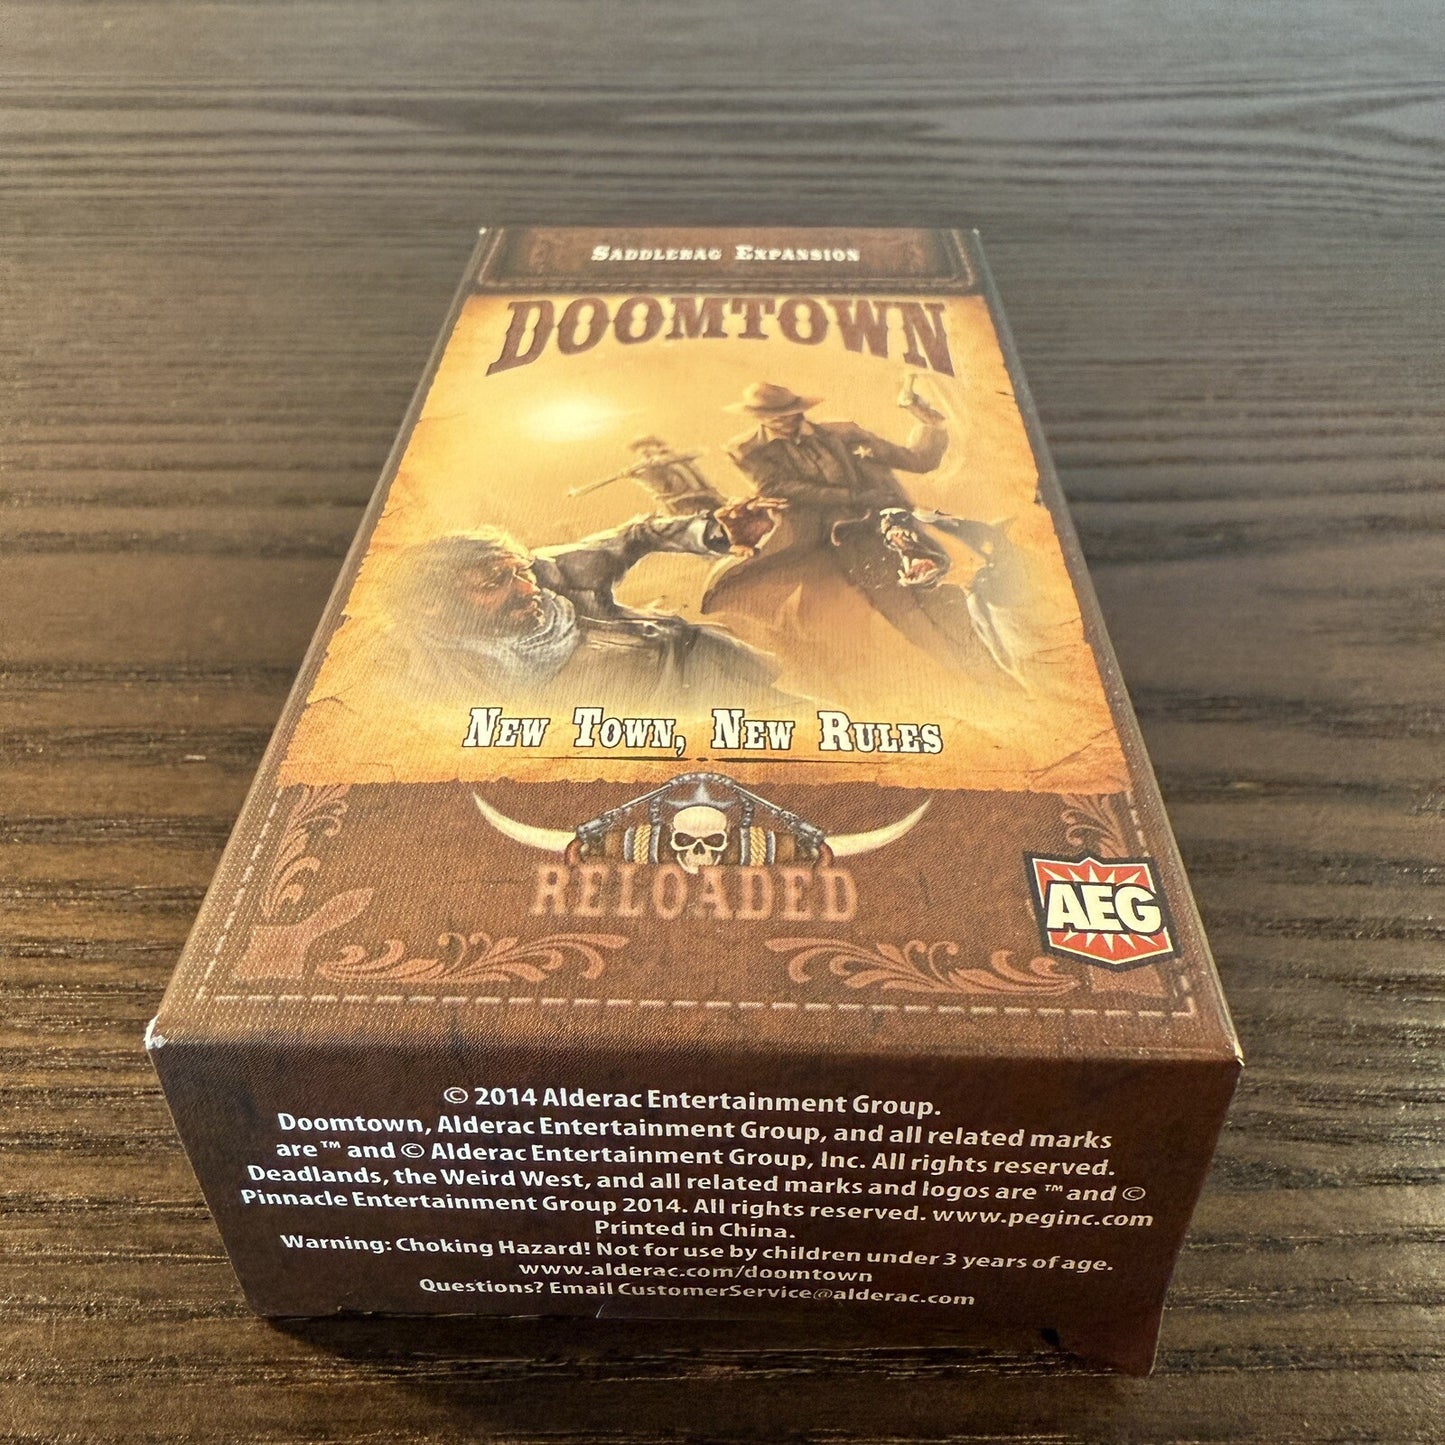 SADDLEBAG EXPANSION
DOOMTOWN
NEW TOWN, NEW RULES
RELOADED
AEG
© 2014 Alderac Entertainment Group.
Doomtown, Alderac Entertainment Group, and all related marks
are ™ and © Alderac Entertainment Group, Inc. All rights reserved.
Deadlands, the Weird West, and all related marks and logos are ™ and ©
Pinnacle Entertainment Group 2014. All rights reserved. www.peginc.com
Printed in China.
Warning: Choking Hazard! Not for use by children under 3 years of age.
www.alderac.com/doomtown
Questions? Email CustomerService@alderac.com